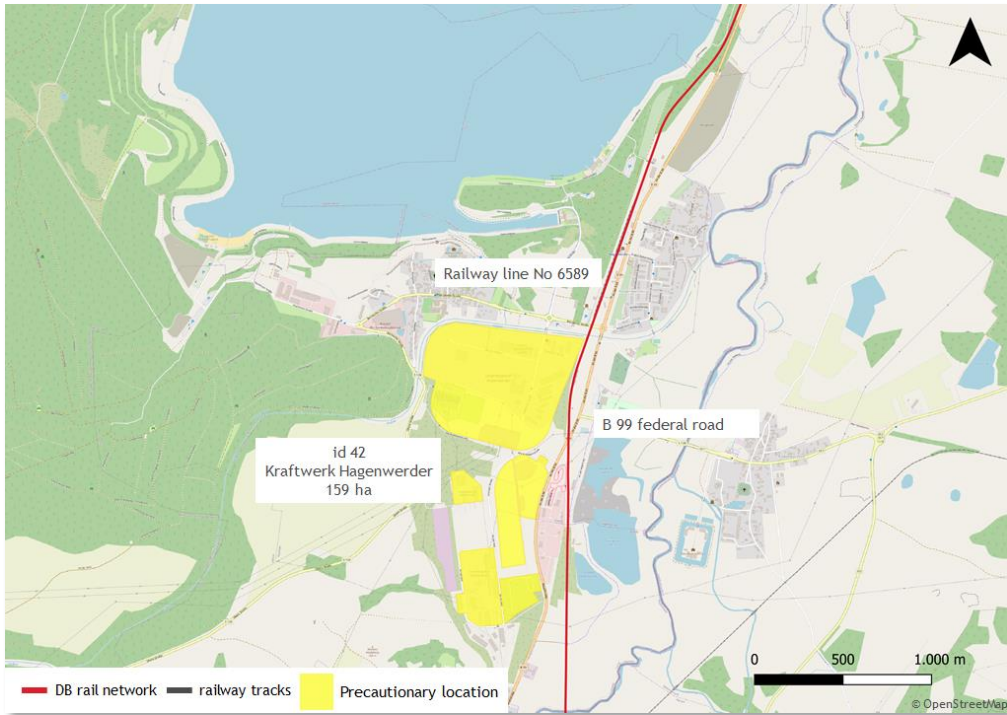 Railway line No 6589
B 99 federal road
id 42
Kraftwerk Hagenwerder
159 ha
0 500 1.000 m
DB rail network railway tracks Precautionary location
© OpenStreetMap